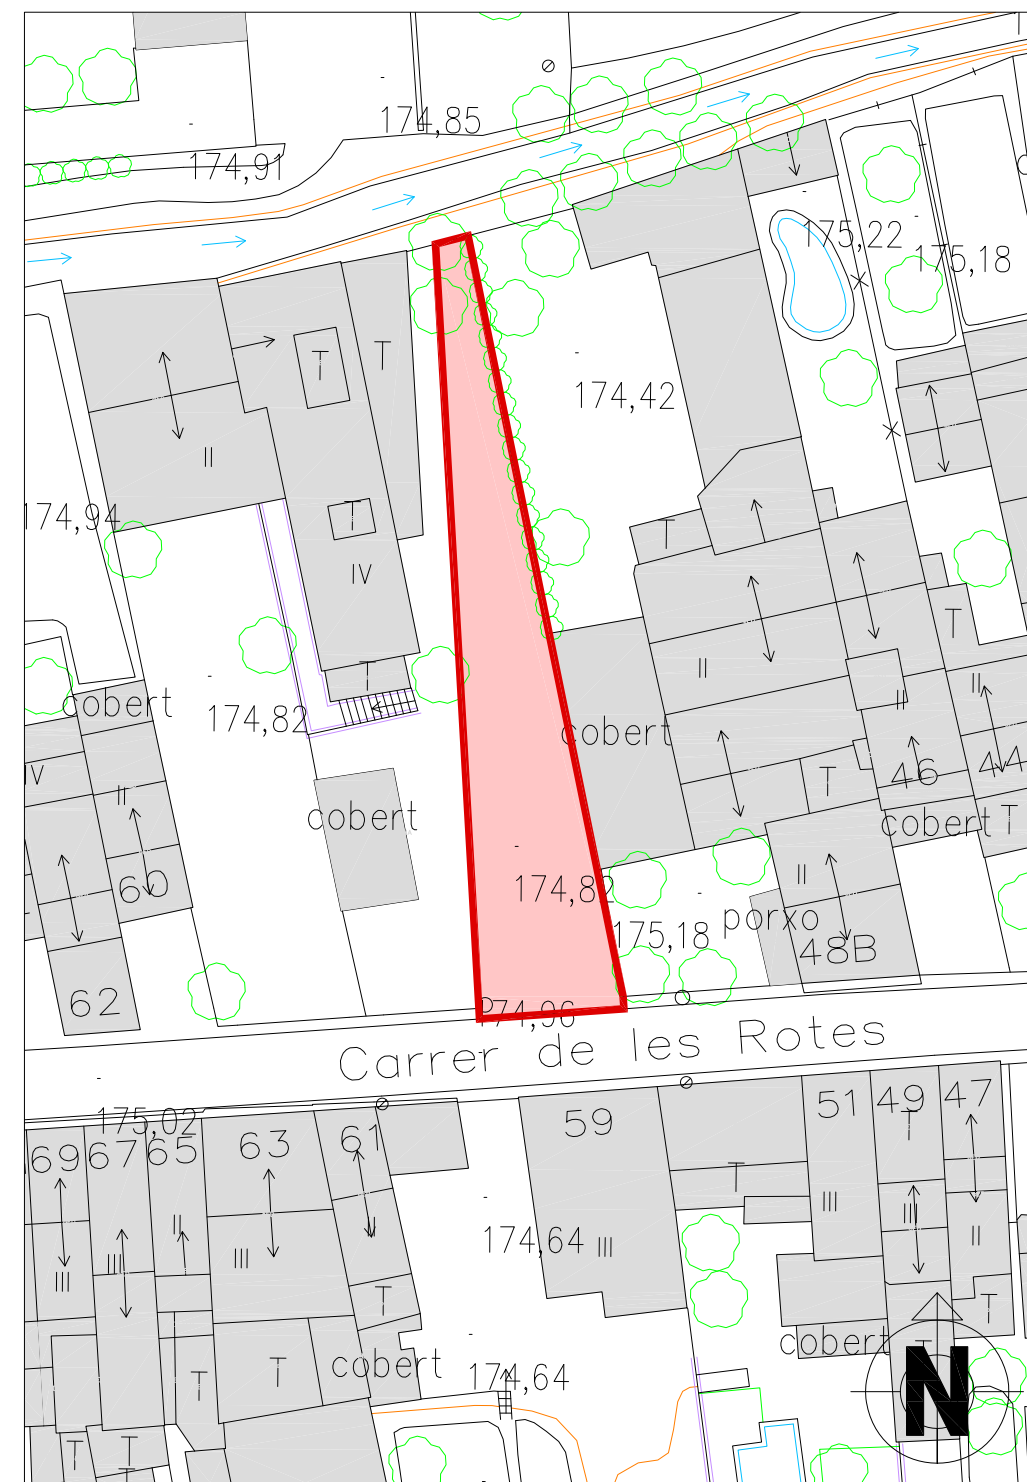 174,85
174,91
175,22
175,18
T
T
174,42
II
174,94
T
T
IV
T
II
T
cobert
174,82
cobert
II
II
IV
T
46
44
II
cobert
cobert
T
60
174,82
II
porxo
175,18
48B
62
174,96
Carrer de les Rotes
175,02
59
51
49
47
T
69
67
65
63
61
T
II
II
III
III
II
174,64
III
III
III
III
T
T
cobert
cobert
T
T
T
174,64
N
T
T
T